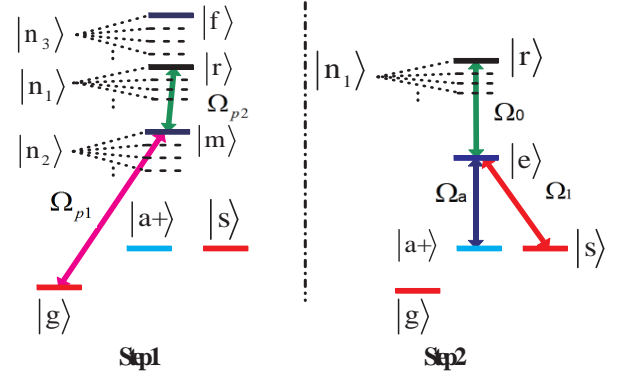 |n₃⟩ |f⟩
|n₁⟩ |r⟩
Ωp2
|n₂⟩ |m⟩
Ωp1
|a+⟩ |s⟩
|g⟩
Step1
|n₁⟩ |r⟩
Ω0
|e⟩
Ωa Ω1
|a+⟩ |s⟩
|g⟩
Step2